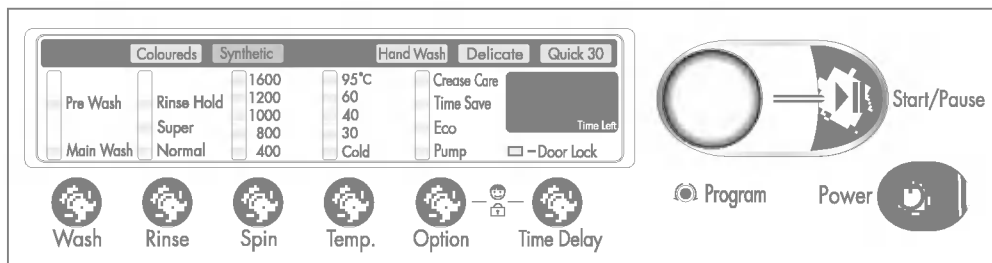 Coloureds Synthetic Hand Wash Delicate Quick 30
Pre Wash
Main Wash
Rinse Hold
Super
Normal
1600
1200
1000
800
400
95°C
60
40
30
Cold
Crease Care
Time Save
Eco
Pump
Time Left
Door Lock
Start/Pause
Program
Power
Wash Rinse Spin Temp. Option Time Delay